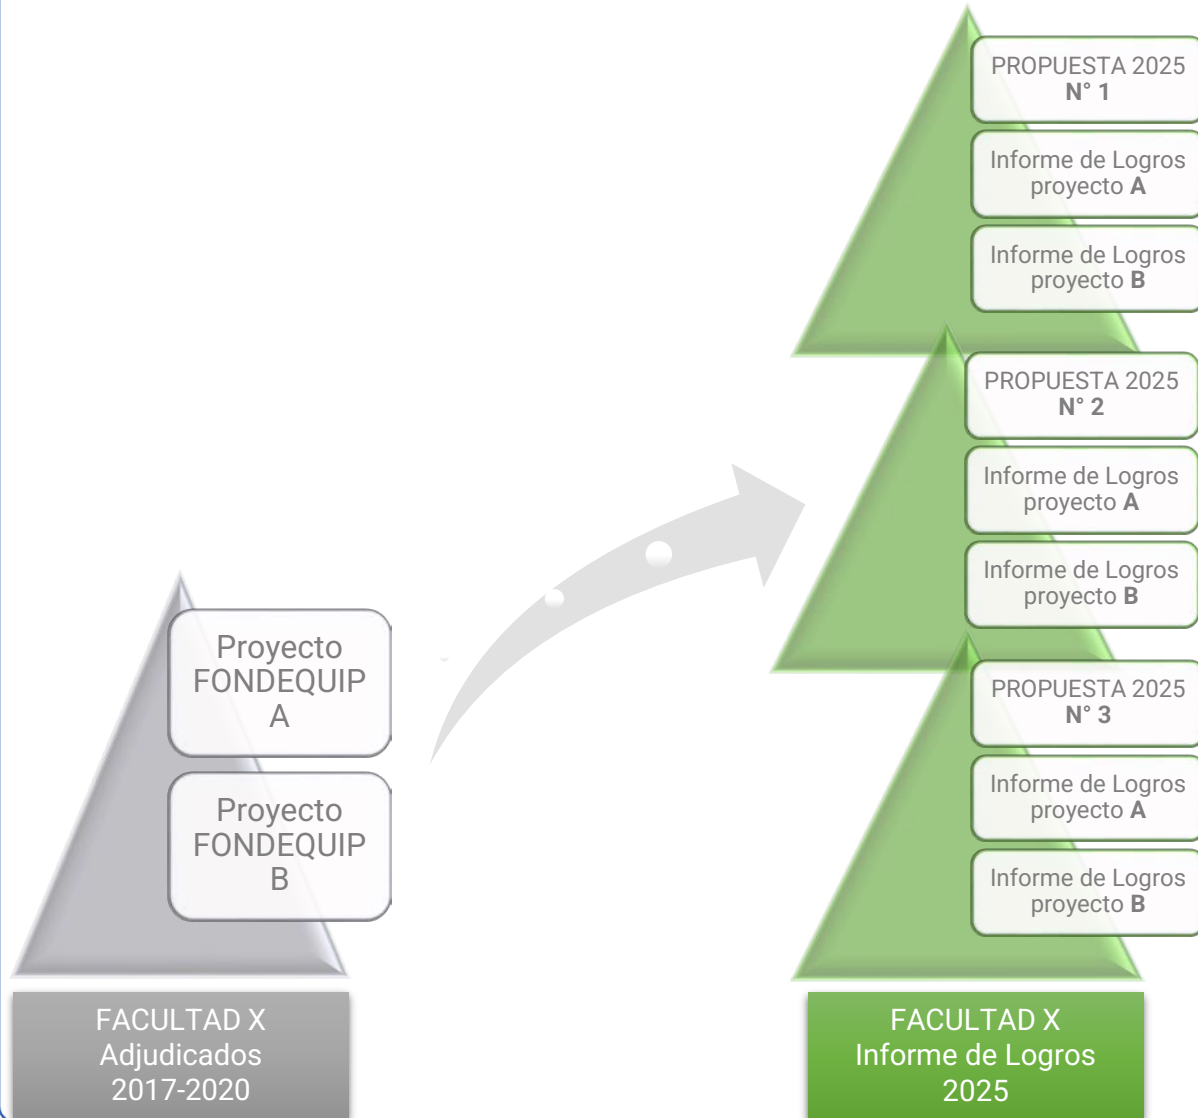 Proyecto
FONDEQUIP
A
Proyecto
FONDEQUIP
B
FACULTAD X
Adjudicados
2017-2020
PROPUESTA 2025
N° 1
Informe de Logros
proyecto A
Informe de Logros
proyecto B
PROPUESTA 2025
N° 2
Informe de Logros
proyecto A
Informe de Logros
proyecto B
PROPUESTA 2025
N° 3
Informe de Logros
proyecto A
Informe de Logros
proyecto B
FACULTAD X
Informe de Logros
2025